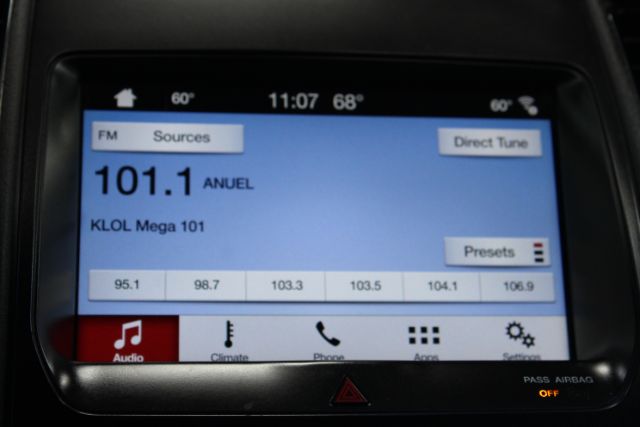 60° 11:07 68° 60°
FM Sources Direct Tune
101.1 ANUEL
KLOL Mega 101
Presets
95.1 98.7 103.3 103.5 104.1 106.9
Audio Climate Phone Apps Settings
PASS AIRBAG
OFF